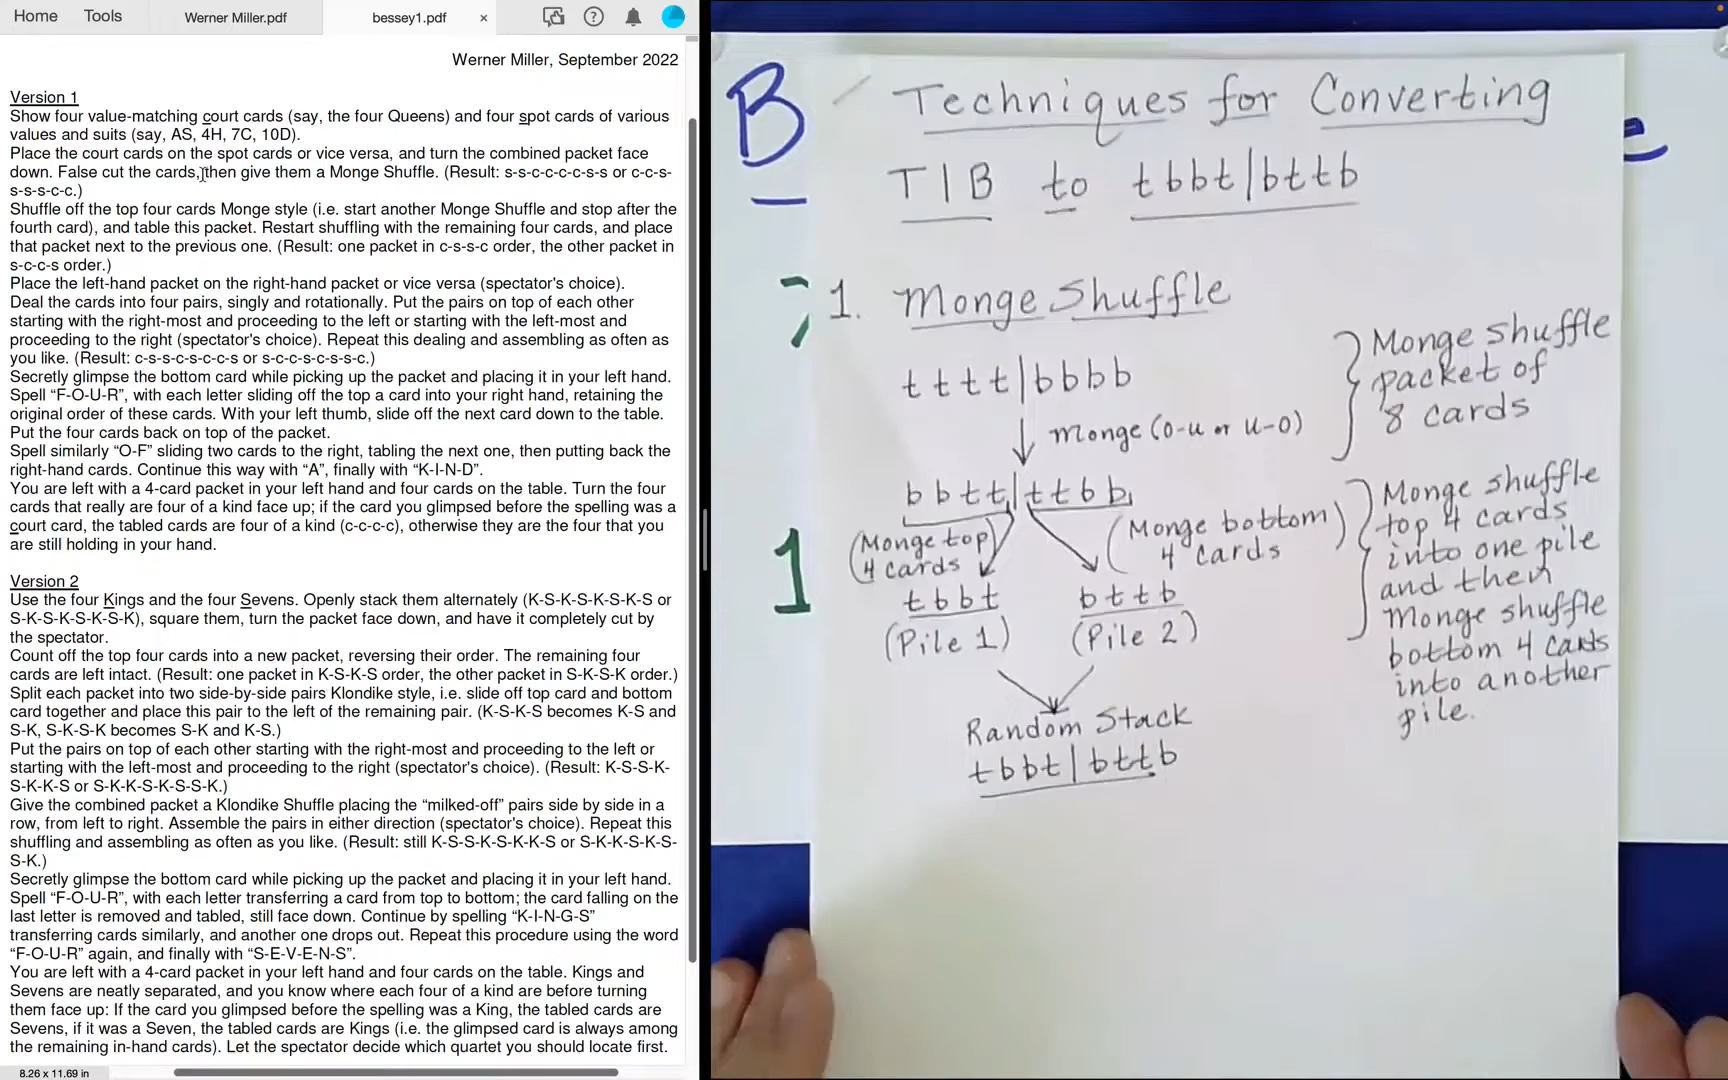 Home Tools Werner Miller.pdf bessey1.pdf ×
Werner Miller, September 2022
Version 1
Show four value-matching court cards (say, the four Queens) and four spot cards of various
values and suits (say, AS, 4H, 7C, 10D).
Place the court cards on the spot cards or vice versa, and turn the combined packet face
down. False cut the cards, then give them a Monge Shuffle. (Result: s-s-c-c-c-c-s-s or c-c-s-
s-s-s-c-c.)
Shuffle off the top four cards Monge style (i.e. start another Monge Shuffle and stop after the
fourth card), and table this packet. Restart shuffling with the remaining four cards, and place
that packet next to the previous one. (Result: one packet in c-s-s-c order, the other packet in
s-c-c-s order.)
Place the left-hand packet on the right-hand packet or vice versa (spectator's choice).
Deal the cards into four pairs, singly and rotationally. Put the pairs on top of each other
starting with the right-most and proceeding to the left or starting with the left-most and
proceeding to the right (spectator's choice). Repeat this dealing and assembling as often as
you like. (Result: c-s-s-c-s-c-c-s or s-c-c-s-c-s-s-c.)
Secretly glimpse the bottom card while picking up the packet and placing it in your left hand.
Spell “F-O-U-R”, with each letter sliding off the top a card into your right hand, retaining the
original order of these cards. With your left thumb, slide off the next card down to the table.
Put the four cards back on top of the packet.
Spell similarly “O-F” sliding two cards to the right, tabling the next one, then putting back the
right-hand cards. Continue this way with “A”, finally with “K-I-N-D”.
You are left with a 4-card packet in your left hand and four cards on the table. Turn the four
cards that really are four of a kind face up; if the card you glimpsed before the spelling was a
court card, the tabled cards are four of a kind (c-c-c-c), otherwise they are the four that you
are still holding in your hand.
Version 2
Use the four Kings and the four Sevens. Openly stack them alternately (K-S-K-S-K-S-K-S or
S-K-S-K-S-K-S-K), square them, turn the packet face down, and have it completely cut by
the spectator.
Count off the top four cards into a new packet, reversing their order. The remaining four
cards are left intact. (Result: one packet in K-S-K-S order, the other packet in S-K-S-K order.)
Split each packet into two side-by-side pairs Klondike style, i.e. slide off top card and bottom
card together and place this pair to the left of the remaining pair. (K-S-K-S becomes K-S and
S-K, S-K-S-K becomes S-K and K-S.)
Put the pairs on top of each other starting with the right-most and proceeding to the left or
starting with the left-most and proceeding to the right (spectator's choice). (Result: K-S-S-K-
S-K-K-S or S-K-K-S-K-S-S-K.)
Give the combined packet a Klondike Shuffle placing the “milked-off” pairs side by side in a
row, from left to right. Assemble the pairs in either direction (spectator's choice). Repeat this
shuffling and assembling as often as you like. (Result: still K-S-S-K-S-K-K-S or S-K-K-S-K-S-
S-K.)
Secretly glimpse the bottom card while picking up the packet and placing it in your left hand.
Spell “F-O-U-R”, with each letter transferring a card from top to bottom; the card falling on the
last letter is removed and tabled, still face down. Continue by spelling “K-I-N-G-S”
transferring cards similarly, and another one drops out. Repeat this procedure using the word
“F-O-U-R” again, and finally with “S-E-V-E-N-S”.
You are left with a 4-card packet in your left hand and four cards on the table. Kings and
Sevens are neatly separated, and you know where each four of a kind are before turning
them face up: If the card you glimpsed before the spelling was a King, the tabled cards are
Sevens, if it was a Seven, the tabled cards are Kings (i.e. the glimpsed card is always among
the remaining in-hand cards). Let the spectator decide which quartet you should locate first.
8.26 x 11.69 in
B
Techniques for Converting
T|B to tbbt|bttb
1. Monge Shuffle
tttt|bbbb
Monge shuffle
packet of
8 cards
monge (o-u or u-o)
bbtt|ttbb
(Monge top
4 cards
(Monge bottom)
4 cards
Monge shuffle
top 4 cards
into one pile
and then
Monge shuffle
bottom 4 cards
into another
pile.
tbbt bttb
(Pile 1) (Pile 2)
Random Stack
tbbt|bttb
1